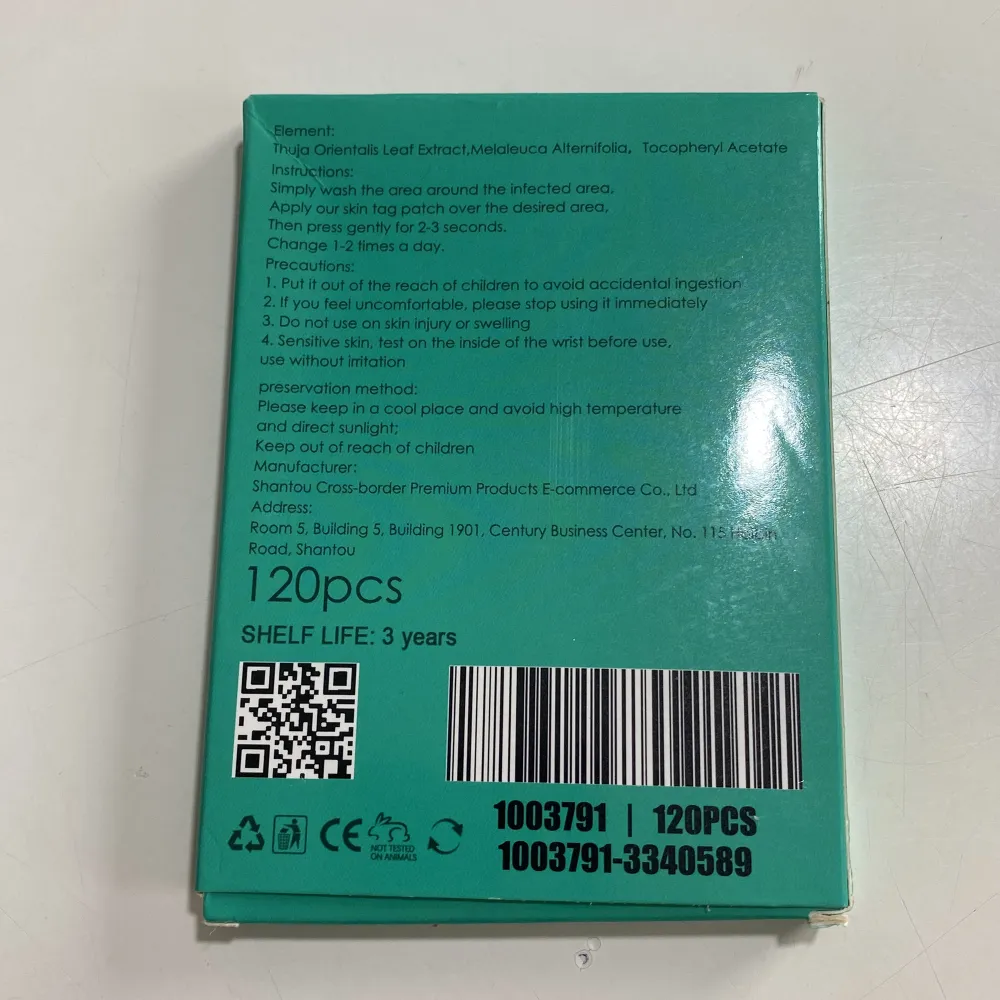 Element:
Thuja Orientalis Leaf Extract,Melaleuca Alternifolia, Tocopheryl Acetate
Instructions:
Simply wash the area around the infected area,
Apply our skin tag patch over the desired area,
Then press gently for 2-3 seconds.
Change 1-2 times a day.
Precautions:
1. Put it out of the reach of children to avoid accidental ingestion
2. If you feel uncomfortable, please stop using it immediately
3. Do not use on skin injury or swelling
4. Sensitive skin, test on the inside of the wrist before use,
use without irritation
preservation method:
Please keep in a cool place and avoid high temperature
and direct sunlight;
Keep out of reach of children
Manufacturer:
Shantou Cross-border Premium Products E-commerce Co., Ltd
Address:
Room 5, Building 5, Building 1901, Century Business Center, No. 115
Road, Shantou
120pcs
SHELF LIFE: 3 years
CE
NOT TESTED
ON ANIMALS
1003791 | 120PCS
1003791-3340589